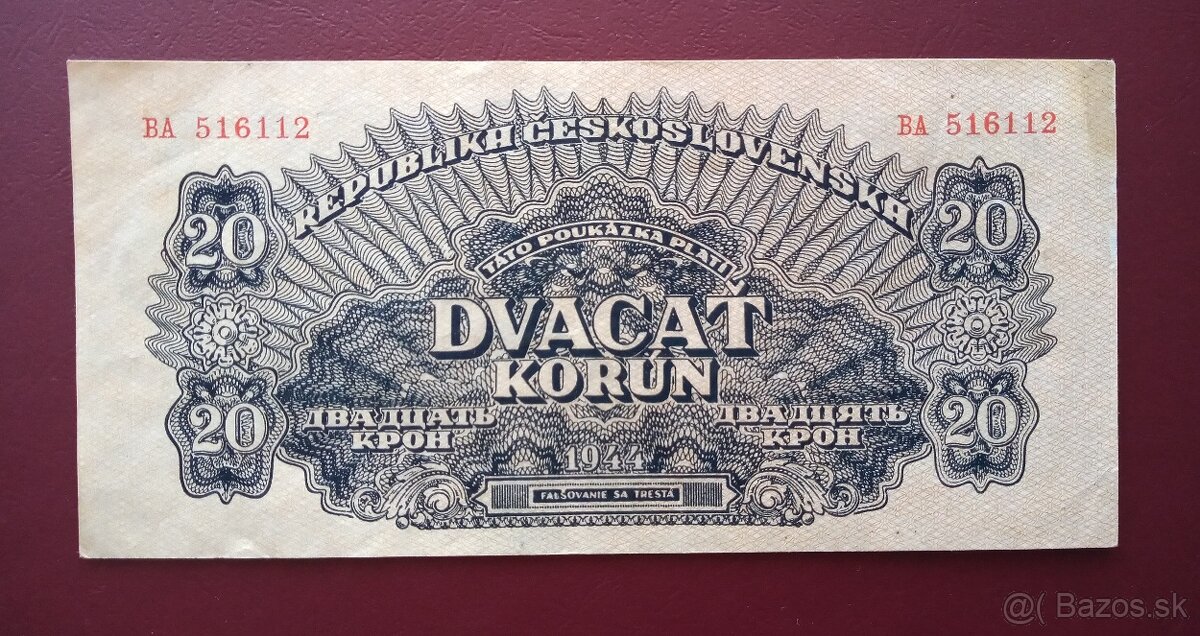 BA 516112
BA 516112
REPUBLIKA ČESKOSLOVENSKA
TÁTO POUKÁZKA PLATÍ
20
20
DVACAŤ
KORÚN
20
20
ДВАДЦАТЬ
КРОН
ДВАДЦЯТЬ
КРОН
1944
FALŠOVANIE SA TRESTÁ
@( Bazos.sk